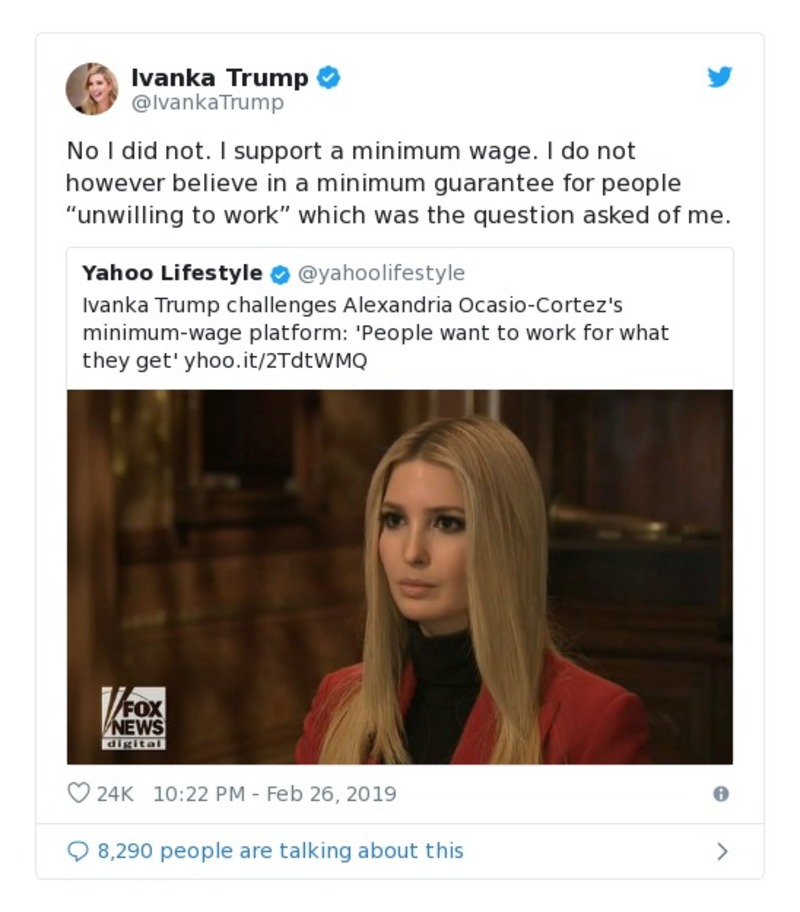 Ivanka Trump
@IvankaTrump
No I did not. I support a minimum wage. I do not
however believe in a minimum guarantee for people
“unwilling to work” which was the question asked of me.
Yahoo Lifestyle @yahoolifestyle
Ivanka Trump challenges Alexandria Ocasio-Cortez's
minimum-wage platform: 'People want to work for what
they get' yhoo.it/2TdtWMQ
FOX
NEWS
digital
24K 10:22 PM - Feb 26, 2019
8,290 people are talking about this